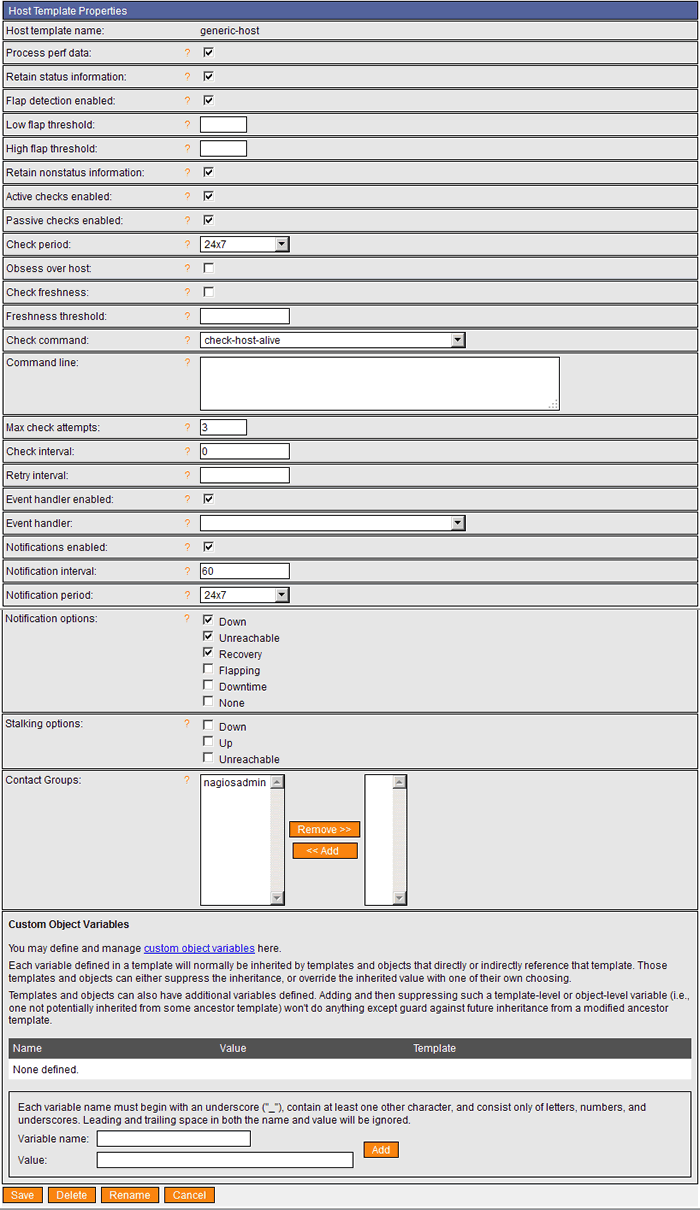 Host Template Properties
Host template name: generic-host
Process perf data: ?
Retain status information: ?
Flap detection enabled: ?
Low flap threshold: ?
High flap threshold: ?
Retain nonstatus information: ?
Active checks enabled: ?
Passive checks enabled: ?
Check period: ? 24x7
Obsess over host: ?
Check freshness: ?
Freshness threshold: ?
Check command: ? check-host-alive
Command line: ?
Max check attempts: ? 3
Check interval: ? 0
Retry interval: ?
Event handler enabled: ?
Event handler: ?
Notifications enabled: ?
Notification interval: ? 60
Notification period: ? 24x7
Notification options: ? Down
Unreachable
Recovery
Flapping
Downtime
None
Stalking options: ? Down
Up
Unreachable
Contact Groups: ? nagiosadmin
Remove >>
<< Add
Custom Object Variables
You may define and manage custom object variables here.
Each variable defined in a template will normally be inherited by templates and objects that directly or indirectly reference that template. Those
templates and objects can either suppress the inheritance, or override the inherited value with one of their own choosing.
Templates and objects can also have additional variables defined. Adding and then suppressing such a template-level or object-level variable (i.e.,
one not potentially inherited from some ancestor template) won't do anything except guard against future inheritance from a modified ancestor
template.
Name Value Template
None defined.
Each variable name must begin with an underscore ("_"), contain at least one other character, and consist only of letters, numbers, and
underscores. Leading and trailing space in both the name and value will be ignored.
Variable name:
Add
Value:
Save Delete Rename Cancel